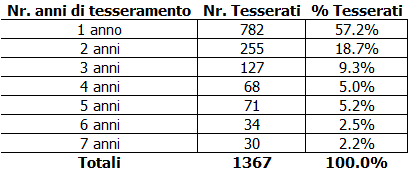 Nr. anni di tesseramento Nr. Tesserati % Tesserati
1 anno 782 57.2%
2 anni 255 18.7%
3 anni 127 9.3%
4 anni 68 5.0%
5 anni 71 5.2%
6 anni 34 2.5%
7 anni 30 2.2%
Totali 1367 100.0%